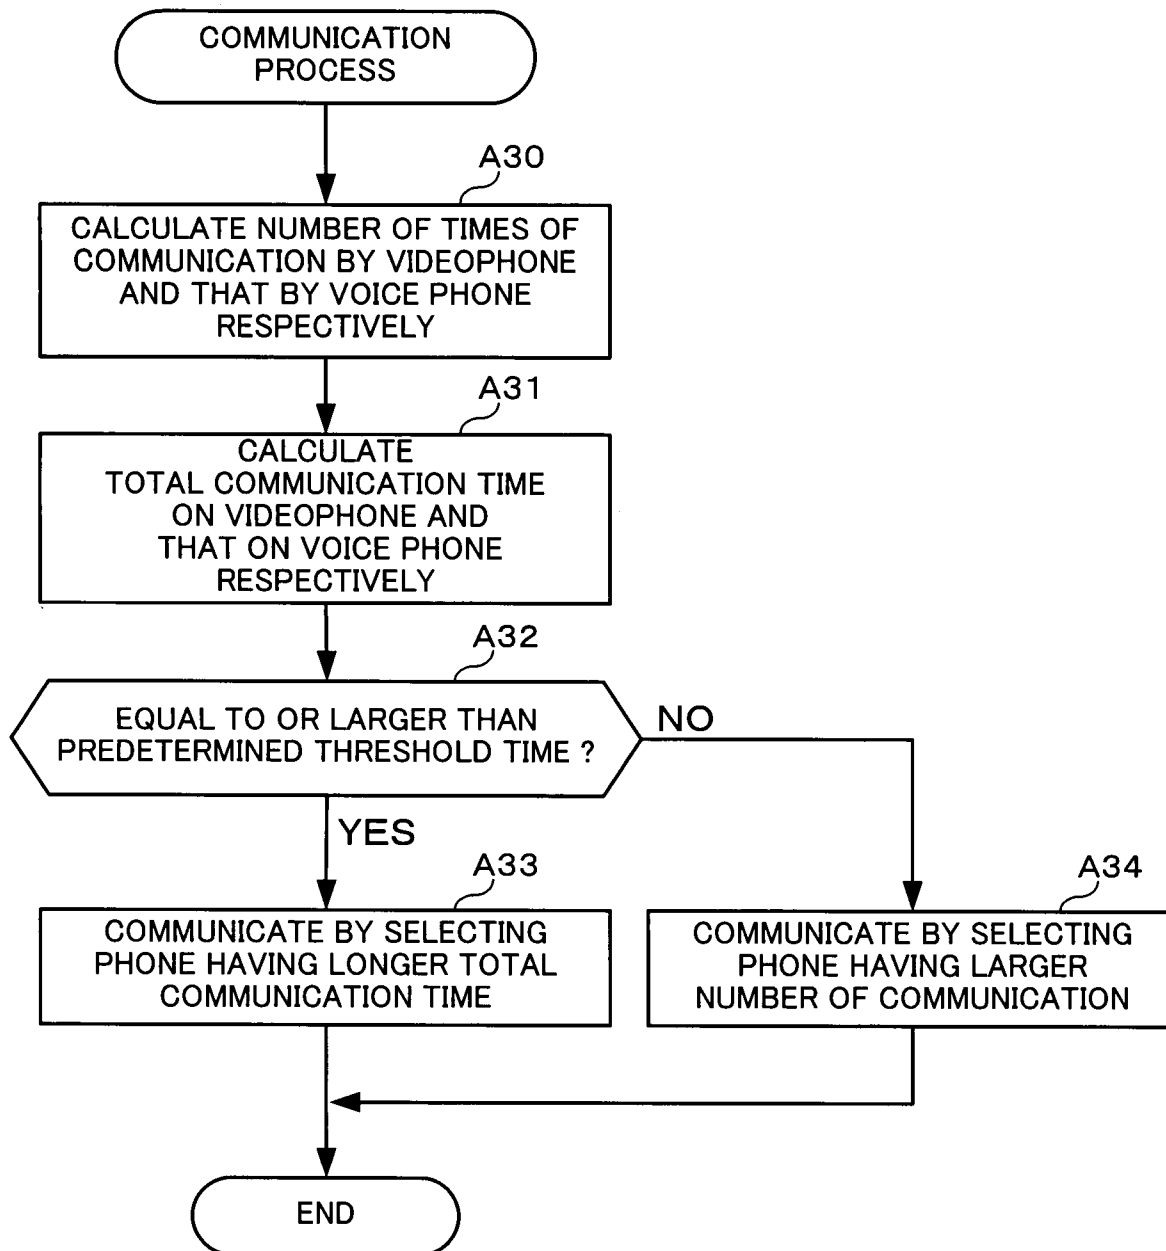 COMMUNICATION
PROCESS
A30
CALCULATE NUMBER OF TIMES OF
COMMUNICATION BY VIDEOPHONE
AND THAT BY VOICE PHONE
RESPECTIVELY
A31
CALCULATE
TOTAL COMMUNICATION TIME
ON VIDEOPHONE AND
THAT ON VOICE PHONE
RESPECTIVELY
A32
EQUAL TO OR LARGER THAN
PREDETERMINED THRESHOLD TIME ?
NO
YES
A33
COMMUNICATE BY SELECTING
PHONE HAVING LONGER TOTAL
COMMUNICATION TIME
A34
COMMUNICATE BY SELECTING
PHONE HAVING LARGER
NUMBER OF COMMUNICATION
END